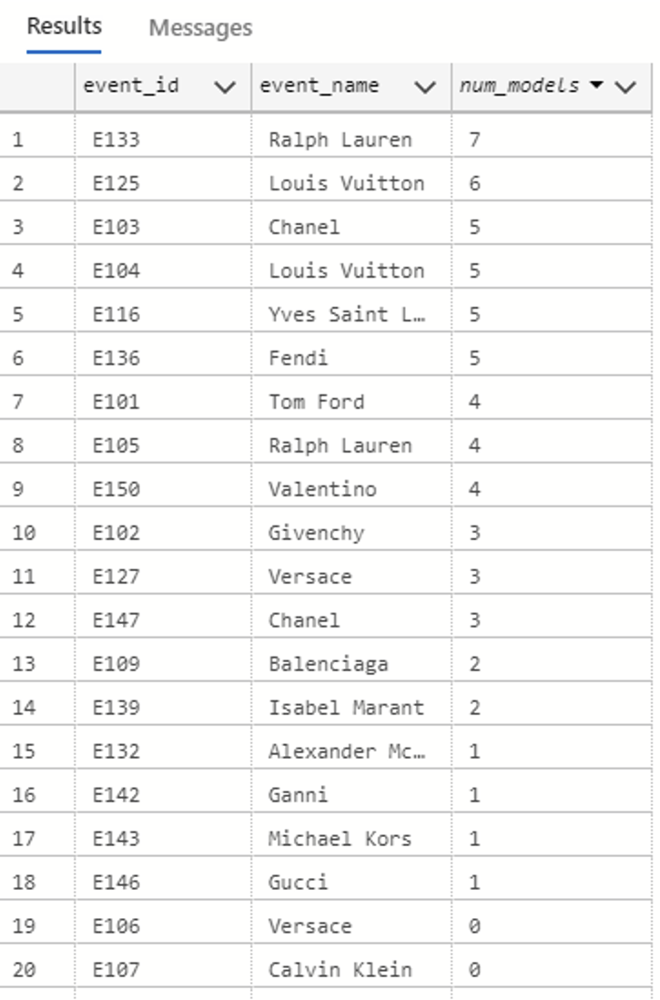 Results Messages
event_id event_name num_models
1 E133 Ralph Lauren 7
2 E125 Louis Vuitton 6
3 E103 Chanel 5
4 E104 Louis Vuitton 5
5 E116 Yves Saint L… 5
6 E136 Fendi 5
7 E101 Tom Ford 4
8 E105 Ralph Lauren 4
9 E150 Valentino 4
10 E102 Givenchy 3
11 E127 Versace 3
12 E147 Chanel 3
13 E109 Balenciaga 2
14 E139 Isabel Marant 2
15 E132 Alexander Mc… 1
16 E142 Ganni 1
17 E143 Michael Kors 1
18 E146 Gucci 1
19 E106 Versace 0
20 E107 Calvin Klein 0